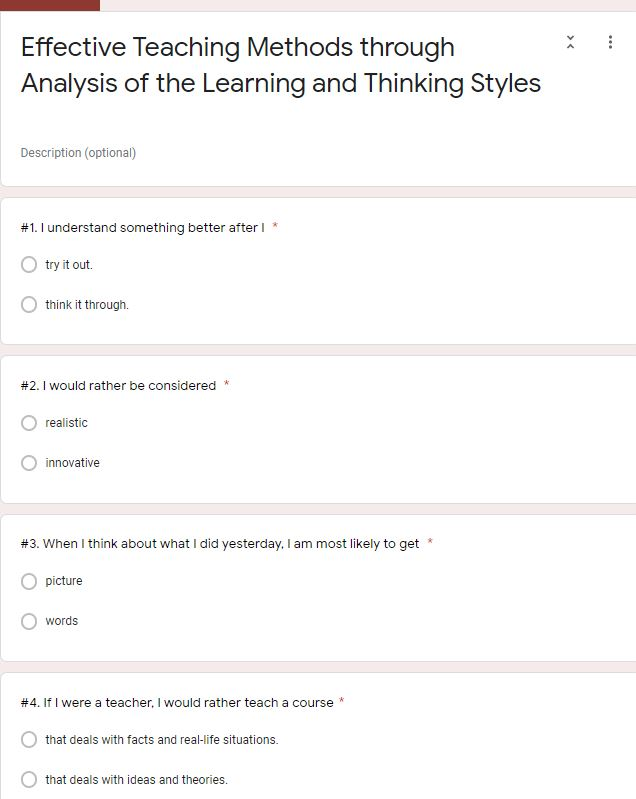 Effective Teaching Methods through
Analysis of the Learning and Thinking Styles
Description (optional)
#1. I understand something better after I *
try it out.
think it through.
#2. I would rather be considered *
realistic
innovative
#3. When I think about what I did yesterday, I am most likely to get *
picture
words
#4. If I were a teacher, I would rather teach a course *
that deals with facts and real-life situations.
that deals with ideas and theories.